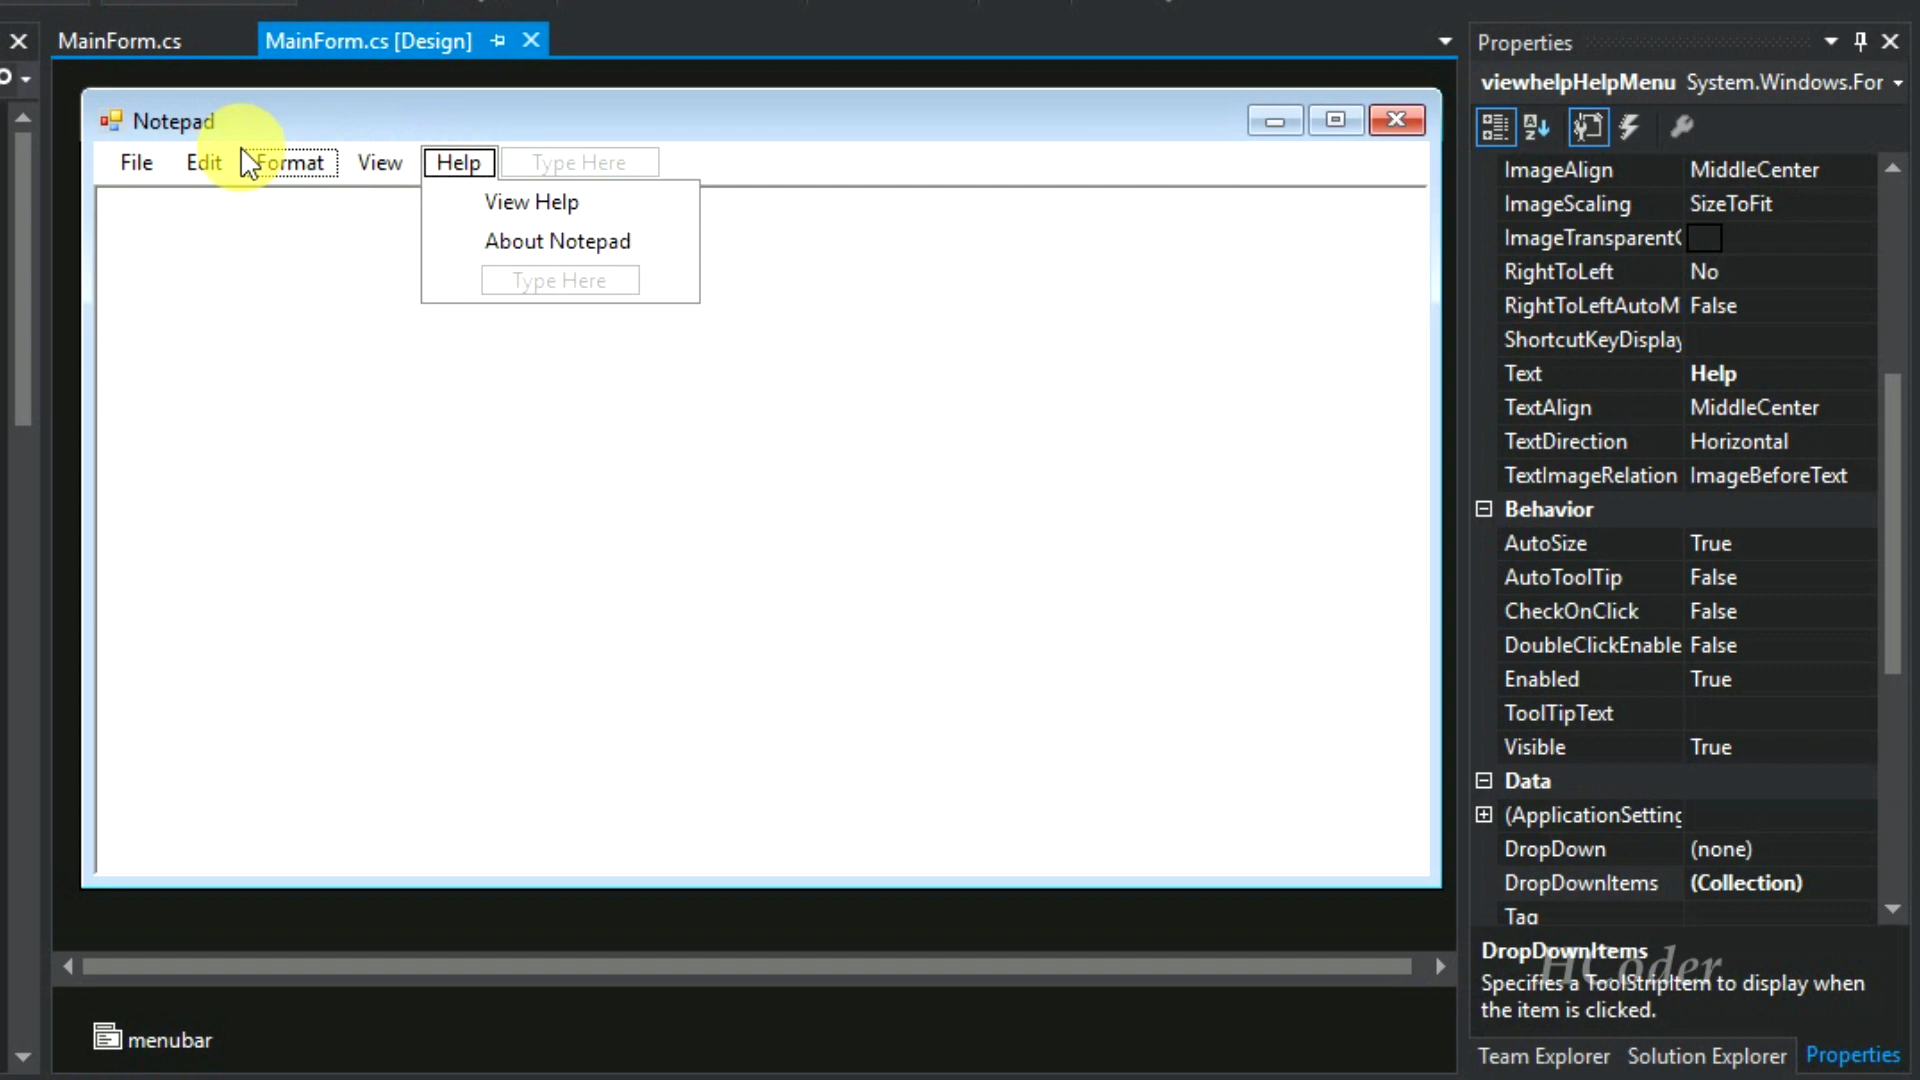 MainForm.cs
MainForm.cs [Design]
Notepad
File Edit Format View Help Type Here
View Help
About Notepad
Type Here
menubar
Properties
viewhelpHelpMenu System.Windows.For
ImageAlign MiddleCenter
ImageScaling SizeToFit
ImageTransparentC
RightToLeft No
RightToLeftAutoM False
ShortcutKeyDisplay
Text Help
TextAlign MiddleCenter
TextDirection Horizontal
TextImageRelation ImageBeforeText
Behavior
AutoSize True
AutoToolTip False
CheckOnClick False
DoubleClickEnable False
Enabled True
ToolTipText
Visible True
Data
(ApplicationSetting
DropDown (none)
DropDownItems (Collection)
Tag
DropDownItems
HCoder
Specifies a ToolStripItem to display when
the item is clicked.
Team Explorer Solution Explorer Properties